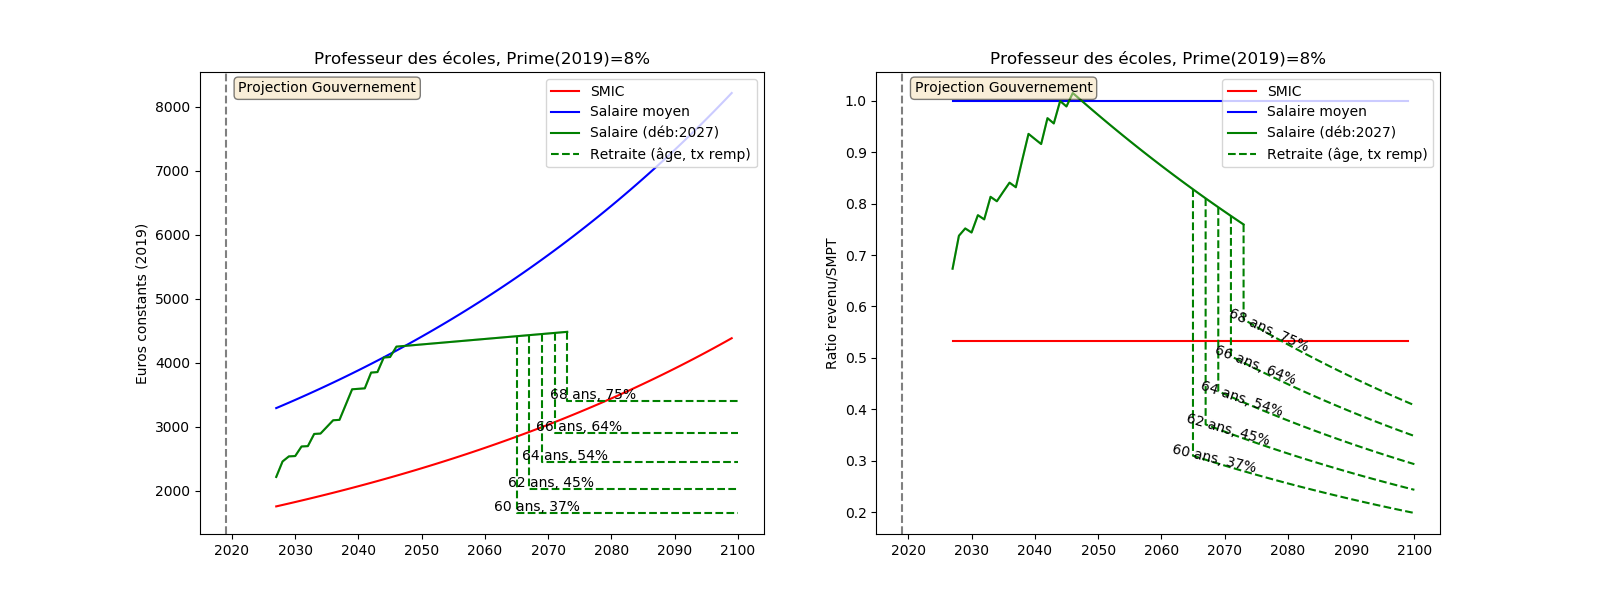 Professeur des écoles, Prime(2019)=8%
Projection Gouvernement
SMIC
Salaire moyen
Salaire (déb:2027)
Retraite (âge, tx remp)
Euros constants (2019)
8000
7000
6000
5000
4000
3000
2000
68 ans, 75%
66 ans, 64%
64 ans, 54%
62 ans, 45%
60 ans, 37%
2020 2030 2040 2050 2060 2070 2080 2090 2100
Professeur des écoles, Prime(2019)=8%
Projection Gouvernement
SMIC
Salaire moyen
Salaire (déb:2027)
Retraite (âge, tx remp)
Ratio revenu/SMPT
1.0
0.9
0.8
0.7
0.6
0.5
0.4
0.3
0.2
68 ans, 75%
66 ans, 64%
64 ans, 54%
62 ans, 45%
60 ans, 37%
2020 2030 2040 2050 2060 2070 2080 2090 2100